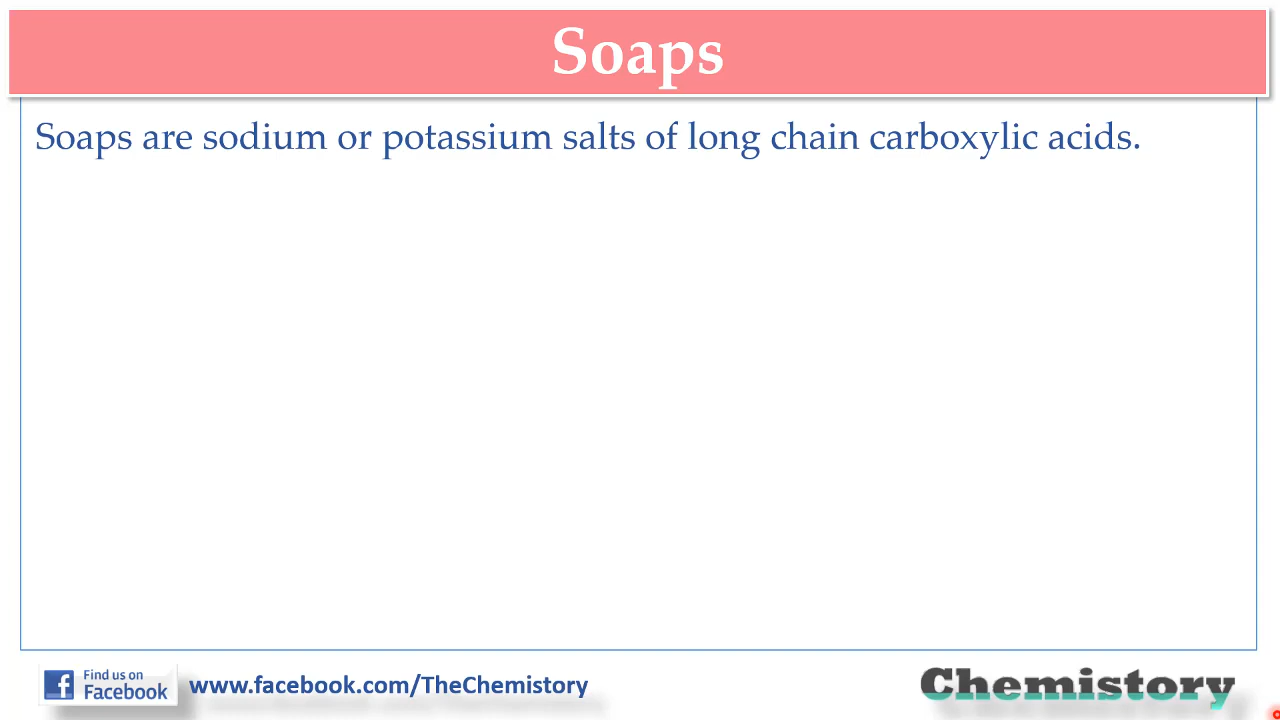 Soaps
Soaps are sodium or potassium salts of long chain carboxylic acids.
Find us on
Facebook
www.facebook.com/TheChemistory
Chemistory